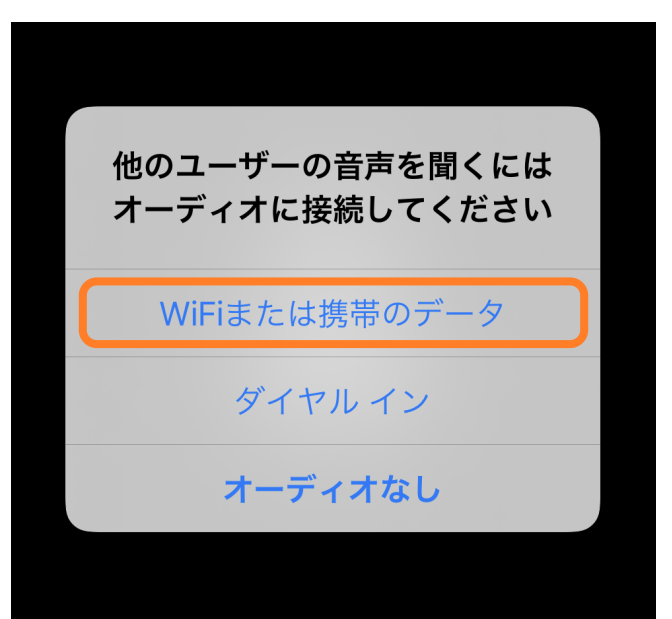 他のユーザーの音声を聞くには
オーディオに接続してください
WiFiまたは携帯のデータ
ダイヤル イン
オーディオなし